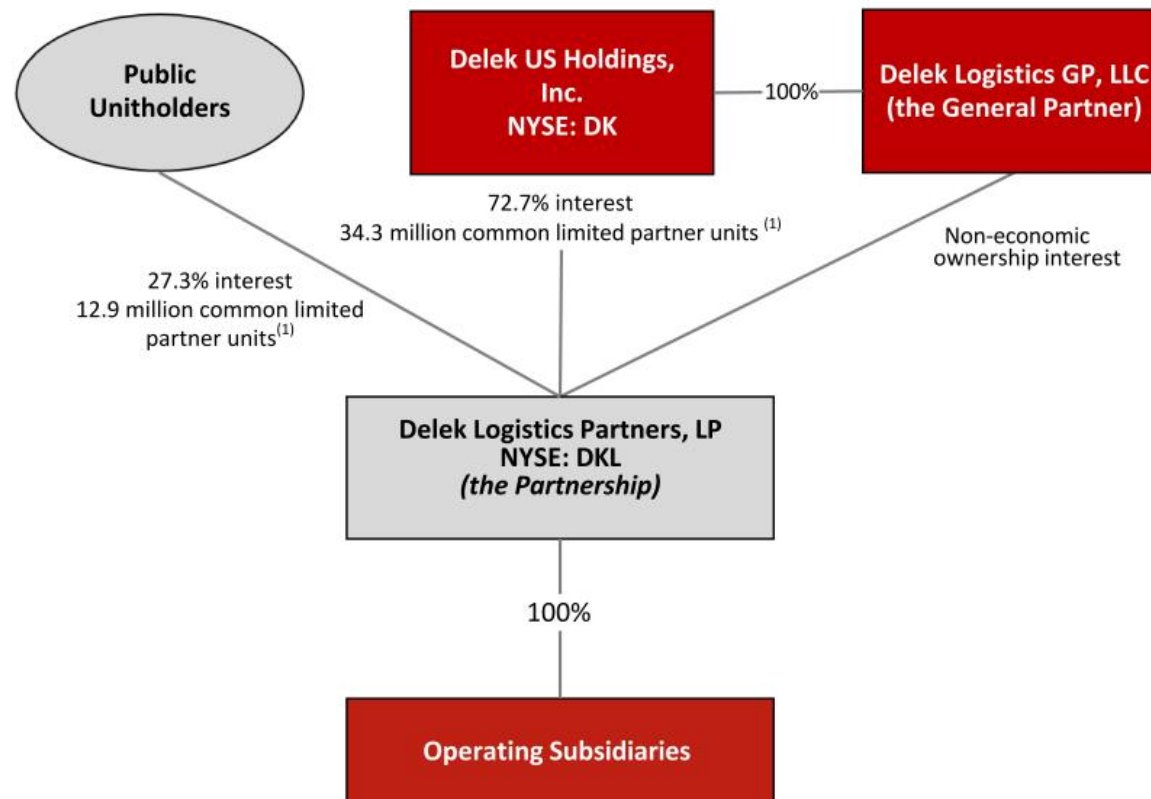 Public
Unitholders
Delek US Holdings,
Inc.
NYSE: DK
100%
Delek Logistics GP, LLC
(the General Partner)
72.7% interest
34.3 million common limited partner units (1)
Non-economic
ownership interest
27.3% interest
12.9 million common limited
partner units(1)
Delek Logistics Partners, LP
NYSE: DKL
(the Partnership)
100%
Operating Subsidiaries